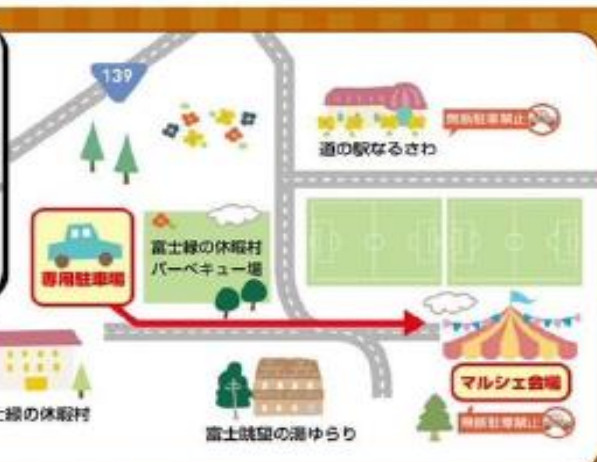 139
道の駅なるさわ
無断駐車禁止
富士緑の休暇村
バーベキュー場
専用駐車場
士緑の休暇村
富士眺望の湯ゆらり
マルシェ会場
無断駐車禁止